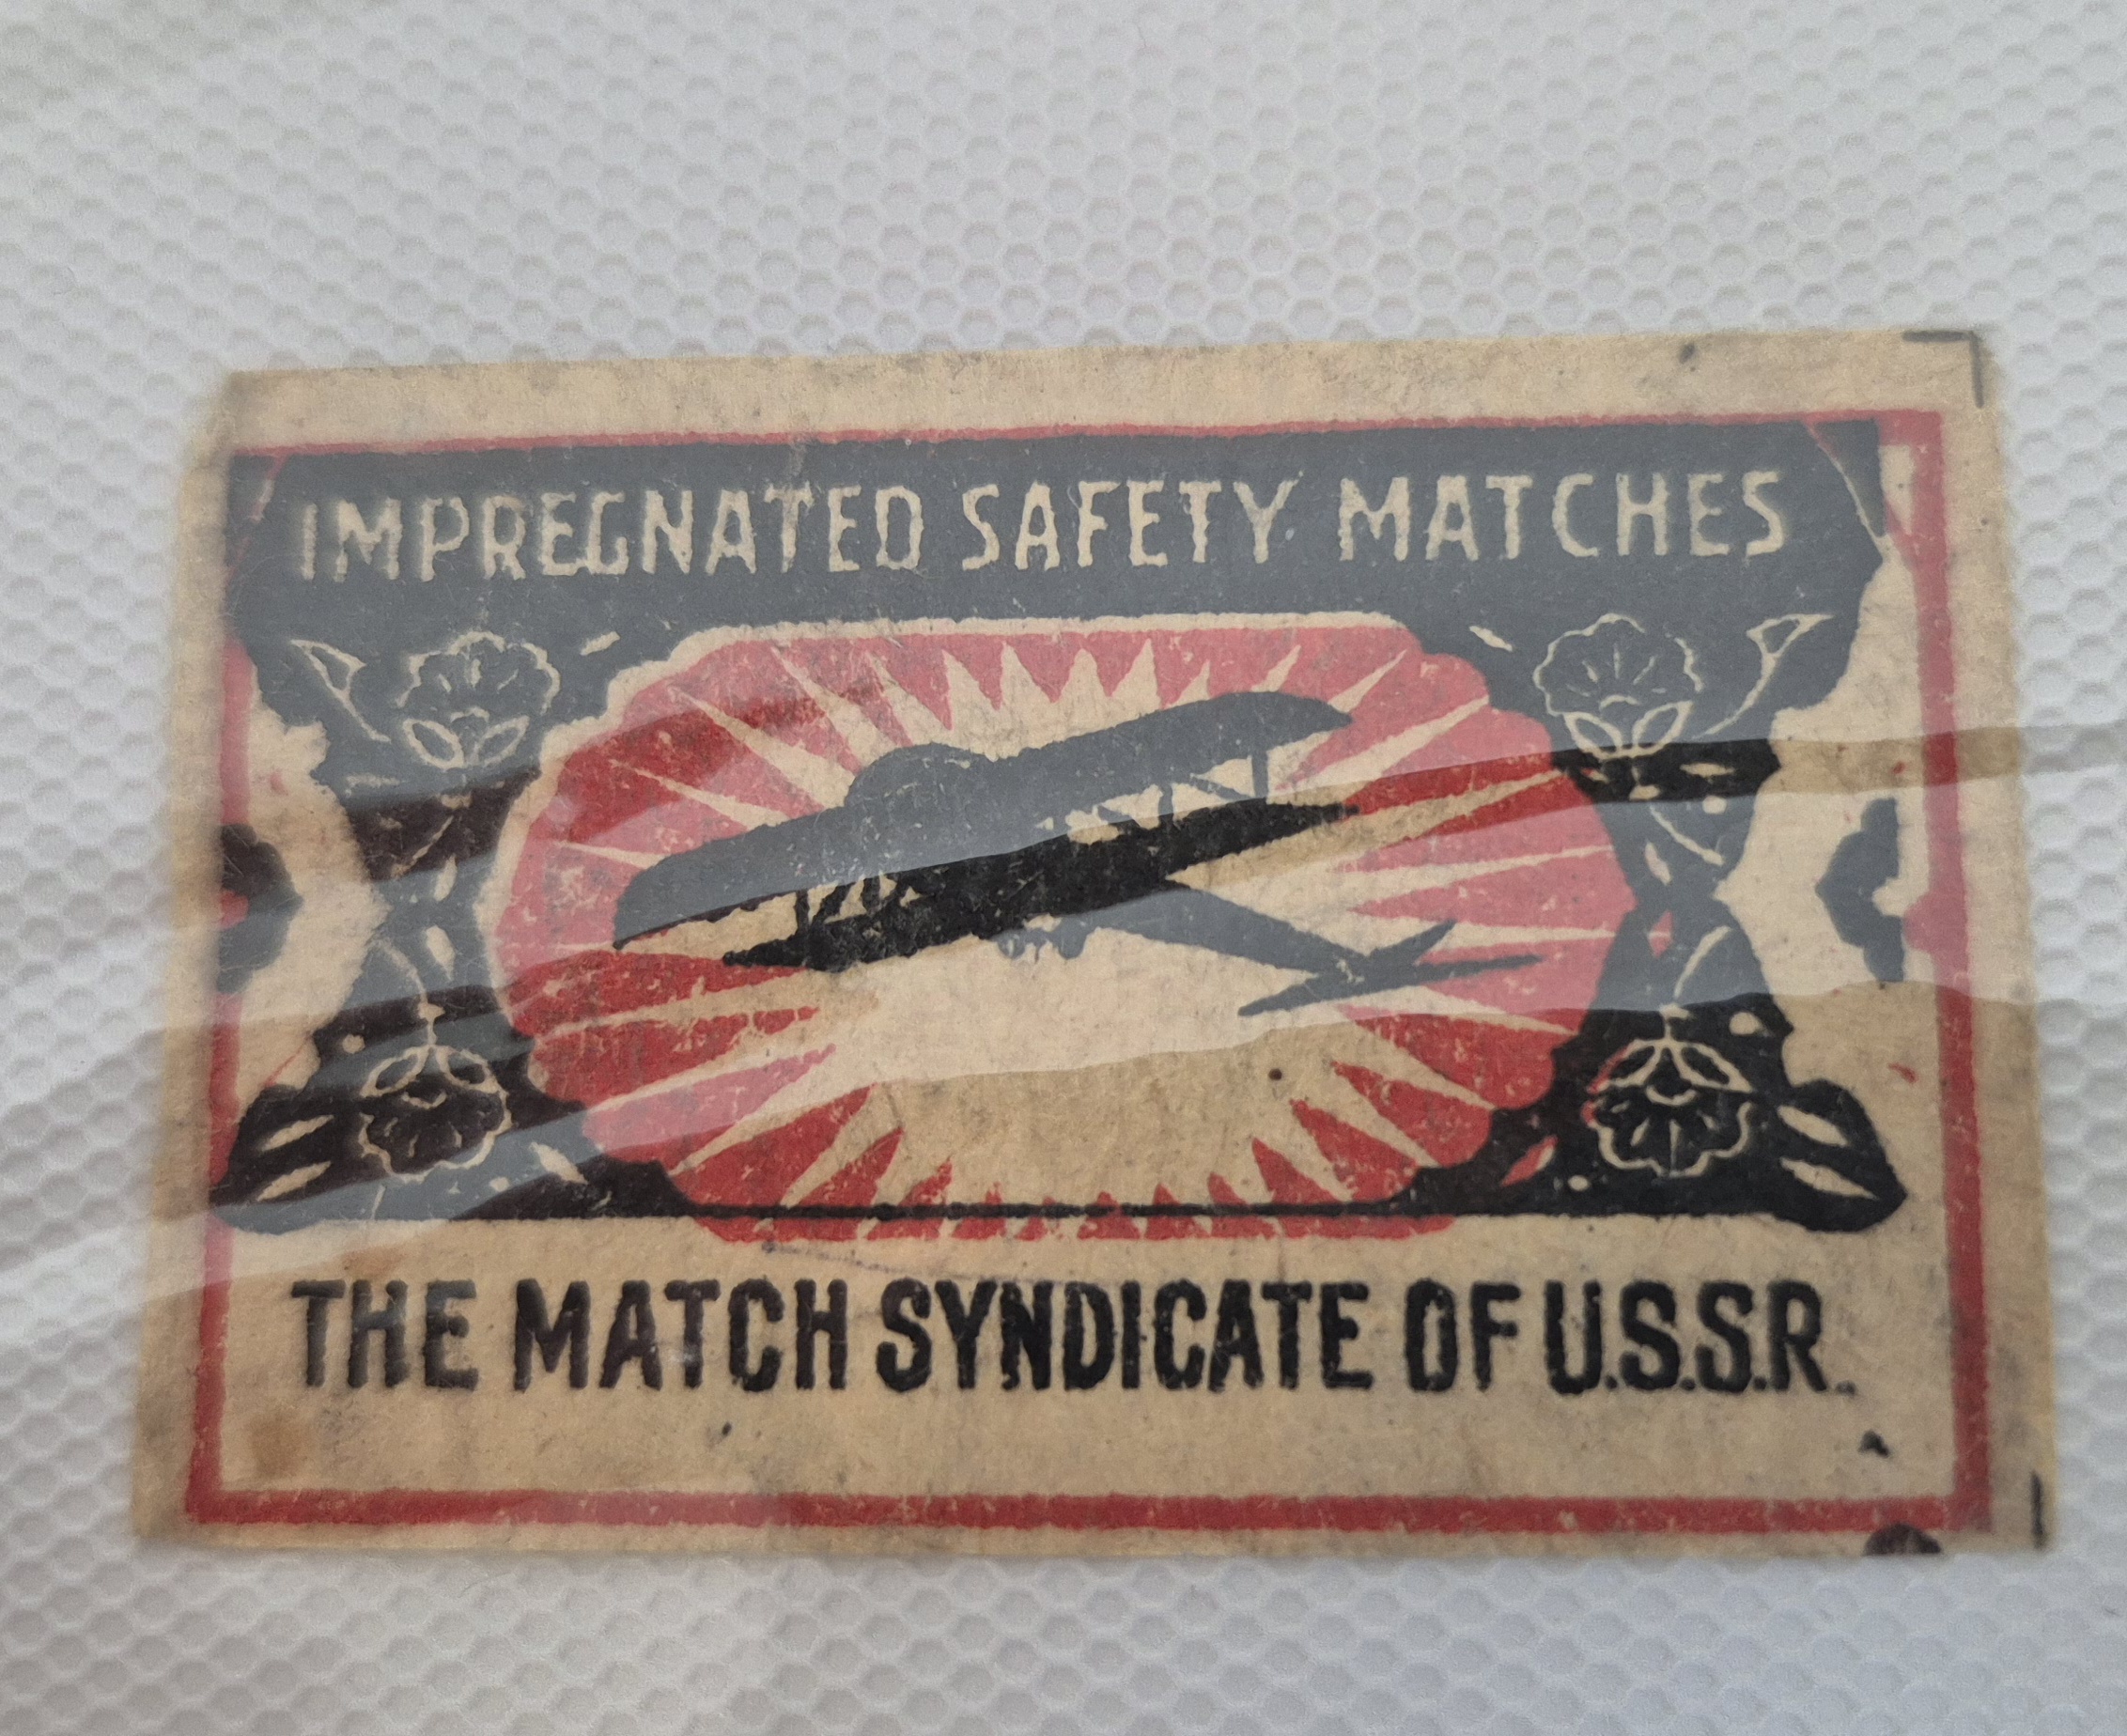 IMPREGNATED SAFETY MATCHES
THE MATCH SYNDICATE OF U.S.S.R.